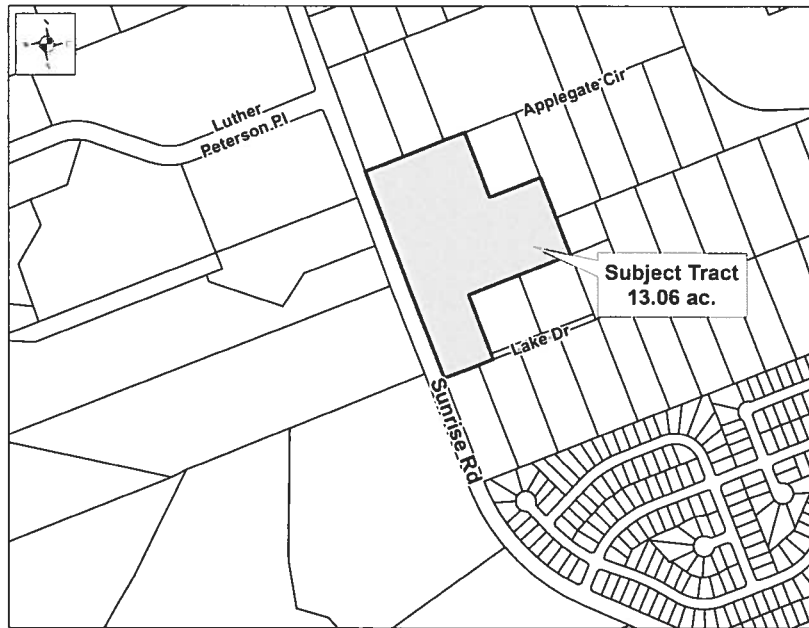 Applegate Cir
Luther
Peterson Pl
Subject Tract
13.06 ac.
Lake Dr
Sunrise Rd